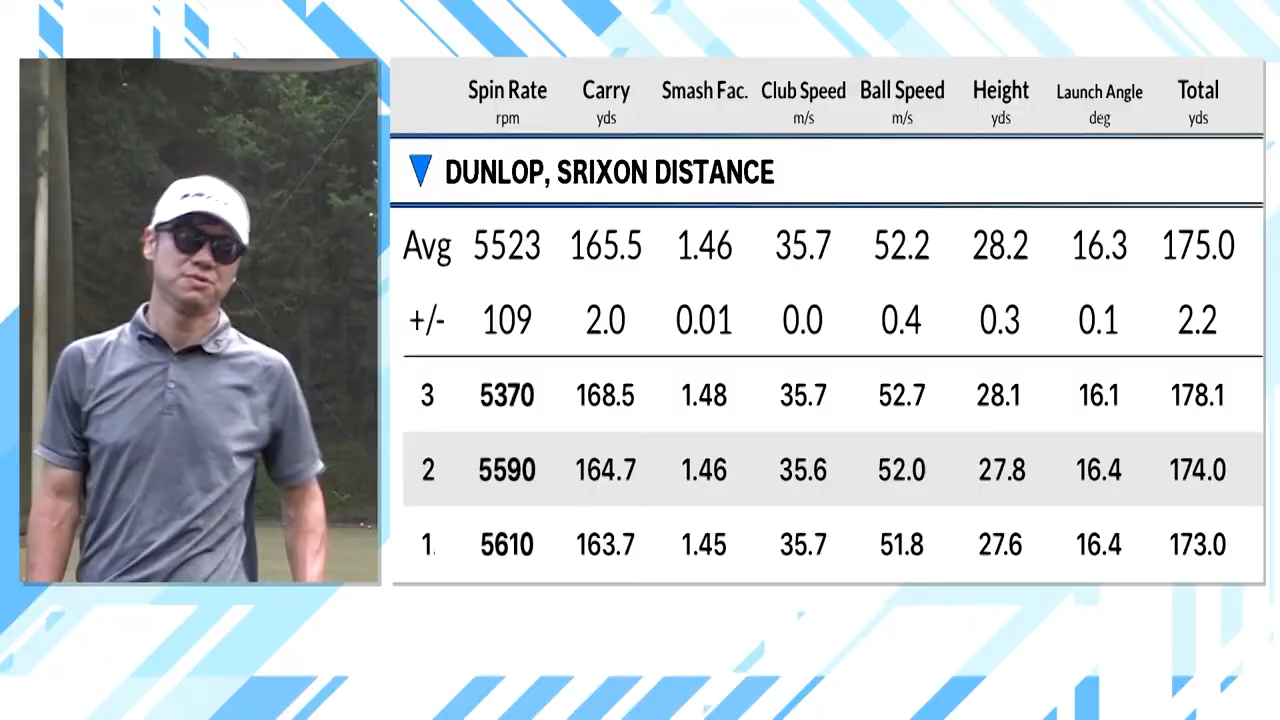 Spin Rate Carry Smash Fac. Club Speed Ball Speed Height Launch Angle Total
rpm yds m/s m/s yds deg yds
DUNLOP, SRIXON DISTANCE
Avg 5523 165.5 1.46 35.7 52.2 28.2 16.3 175.0
+/- 109 2.0 0.01 0.0 0.4 0.3 0.1 2.2
3 5370 168.5 1.48 35.7 52.7 28.1 16.1 178.1
2 5590 164.7 1.46 35.6 52.0 27.8 16.4 174.0
1. 5610 163.7 1.45 35.7 51.8 27.6 16.4 173.0